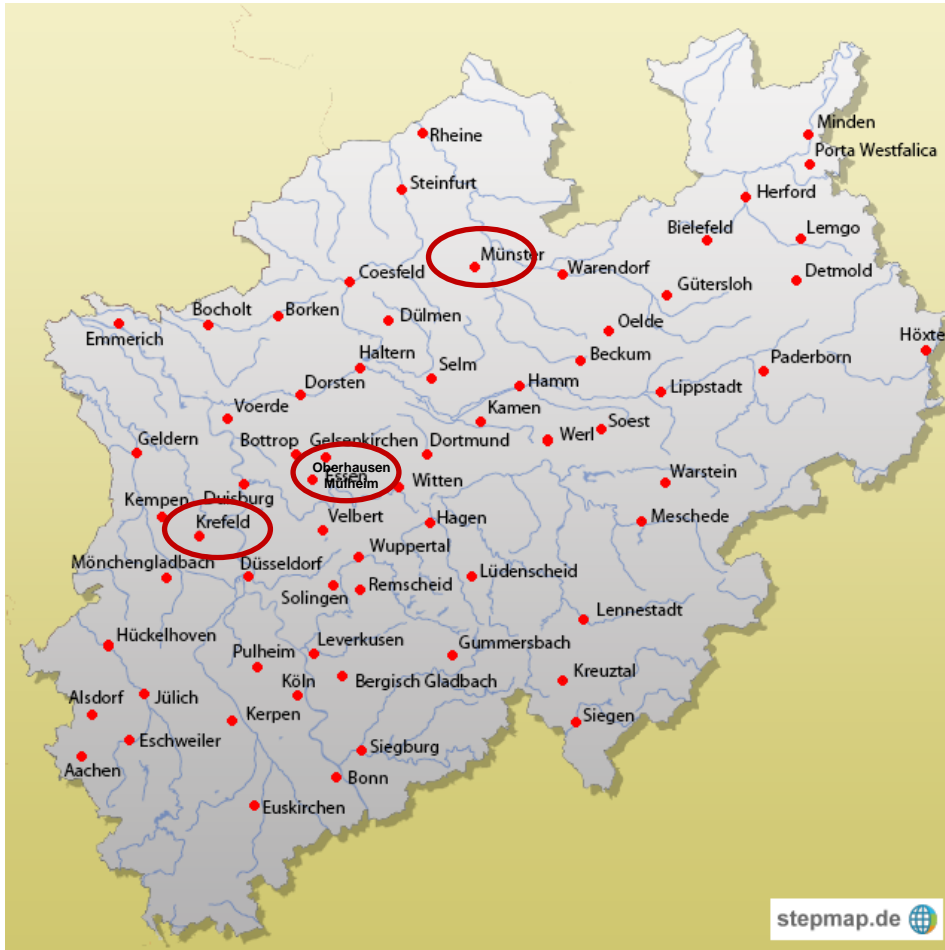 Rheine
Minden
Porta Westfalica
Steinfurt
Herford
Bielefeld
Lemgo
Münster
Warendorf
Detmold
Coesfeld
Gütersloh
Bocholt
Borken
Dülmen
Oelde
Emmerich
Höxte
Haltern
Selm
Beckum
Paderborn
Dorsten
Hamm
Lippstadt
Voerde
Kamen
Soest
Geldern
Bottrop
Gelsenkirchen
Dortmund
Werl
Oberhausen
Essen
Mülheim
Witten
Warstein
Kempen
Duisburg
Krefeld
Velbert
Hagen
Meschede
Wuppertal
Mönchengladbach
Düsseldorf
Solingen
Remscheid
Lüdenscheid
Lennestadt
Hückelhoven
Leverkusen
Gummersbach
Pulheim
Köln
Bergisch Gladbach
Kreuztal
Alsdorf
Jülich
Kerpen
Siegen
Eschweiler
Siegburg
Aachen
Bonn
Euskirchen
stepmap.de